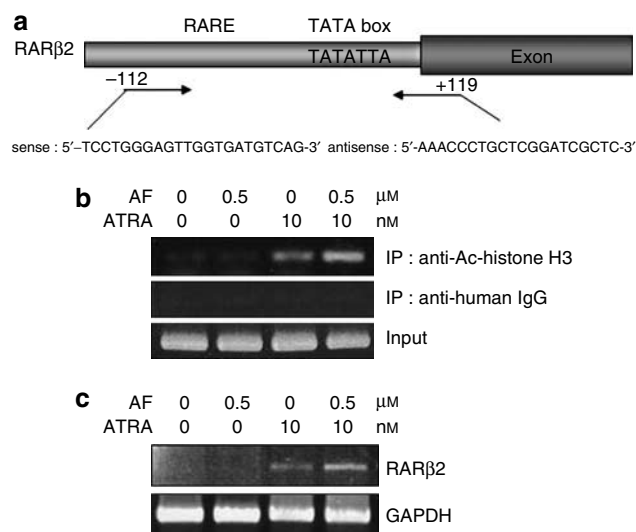 a
RARE TATA box
RARβ2 TATATTA Exon
–112 +119
sense : 5′–TCCTGGGAGTTGGTGATGTCAG-3′ antisense : 5′-AAACCCTGCTCGGATCGCTC-3′
b
AF 0 0.5 0 0.5 μM
ATRA 0 0 10 10 nM
IP : anti-Ac-histone H3
IP : anti-human IgG
Input
c
AF 0 0.5 0 0.5 μM
ATRA 0 0 10 10 nM
RARβ2
GAPDH